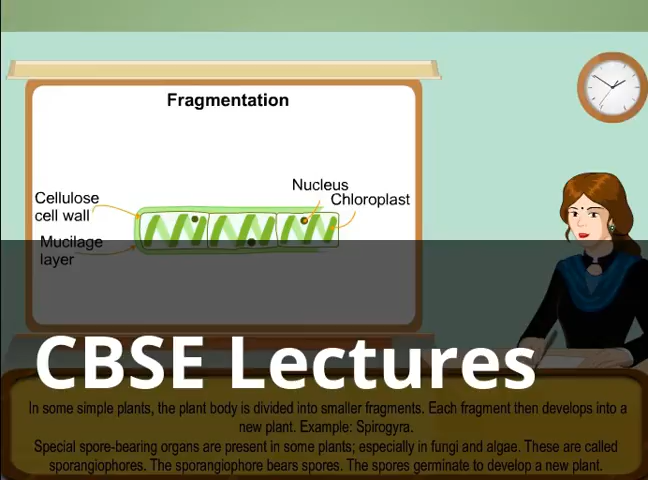 Fragmentation
Nucleus
Chloroplast
Cellulose
cell wall
Mucilage
layer
CBSE Lectures
In some simple plants, the plant body is divided into smaller fragments. Each fragment then develops into a
new plant. Example: Spirogyra.
Special spore-bearing organs are present in some plants; especially in fungi and algae. These are called
sporangiophores. The sporangiophore bears spores. The spores germinate to develop a new plant.